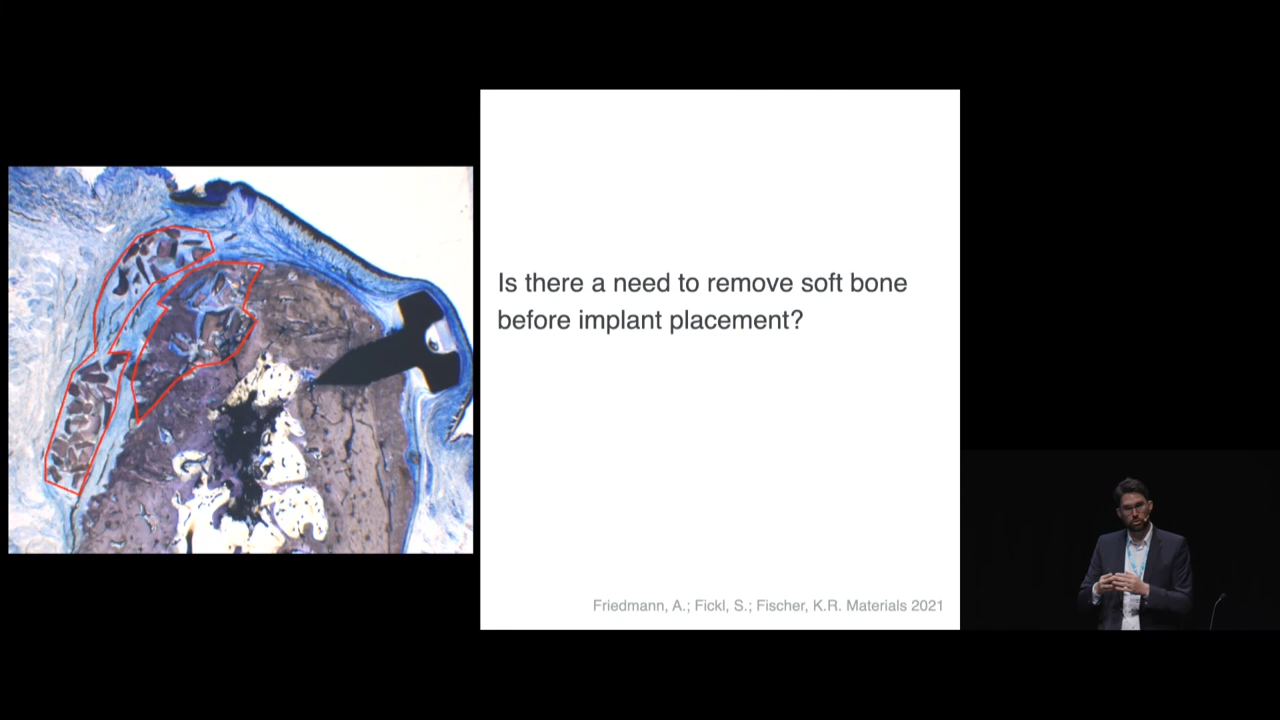 Is there a need to remove soft bone
before implant placement?
Friedmann, A.; Fickl, S.; Fischer, K.R. Materials 2021